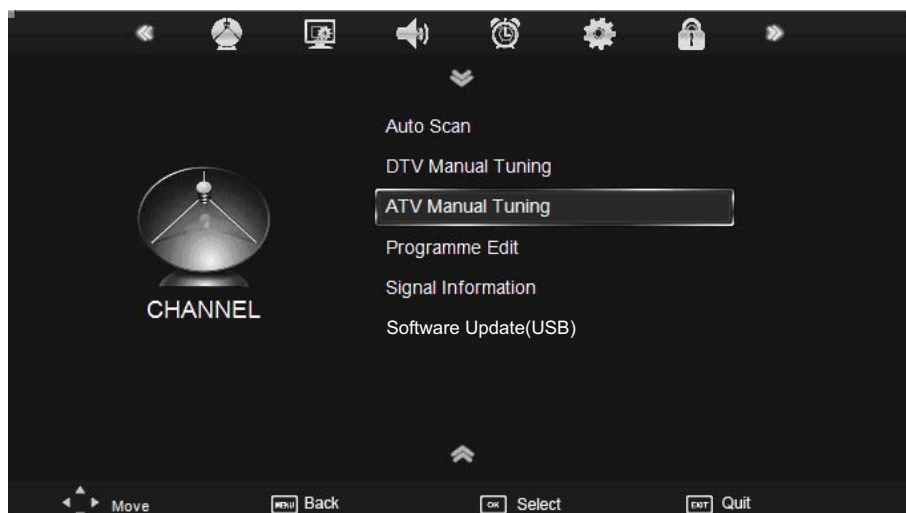 Auto Scan
DTV Manual Tuning
ATV Manual Tuning
Programme Edit
Signal Information
Software Update(USB)
CHANNEL
Move MENU Back OK Select EXIT Quit